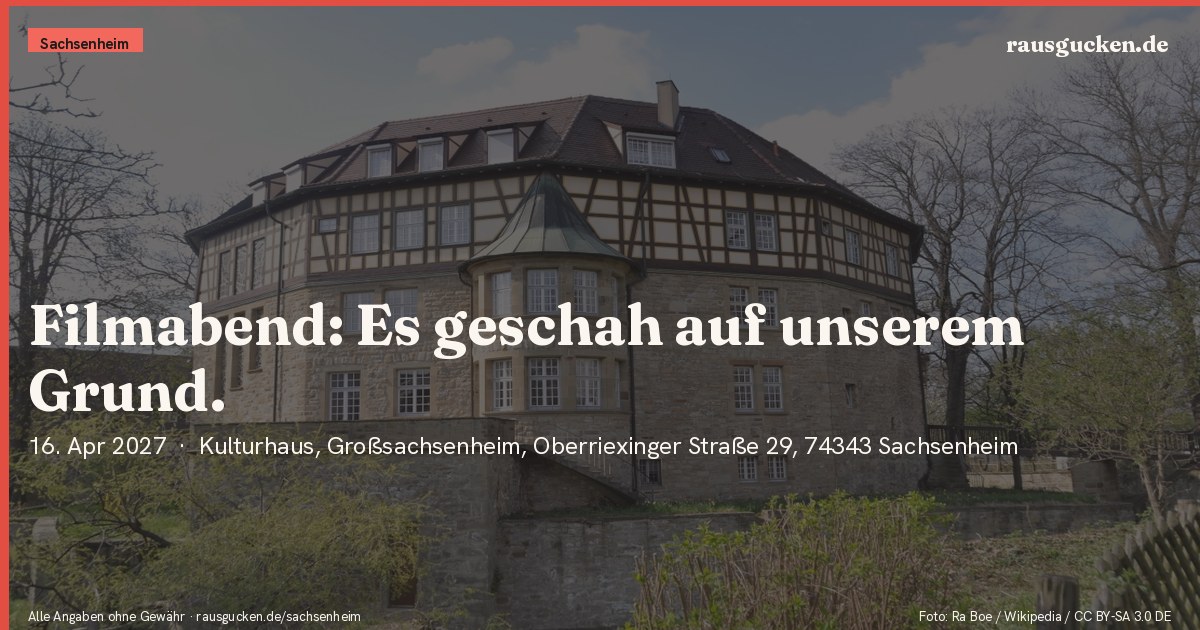 Sachsenheim
rausgucken.de
Filmabend: Es geschah auf unserem
Grund.
16. Apr 2027 · Kulturhaus, Großsachsenheim, Oberriexinger Straße 29, 74343 Sachsenheim
Alle Angaben ohne Gewähr · rausgucken.de/sachsenheim
Foto: Ra Boe / Wikipedia / CC BY-SA 3.0 DE